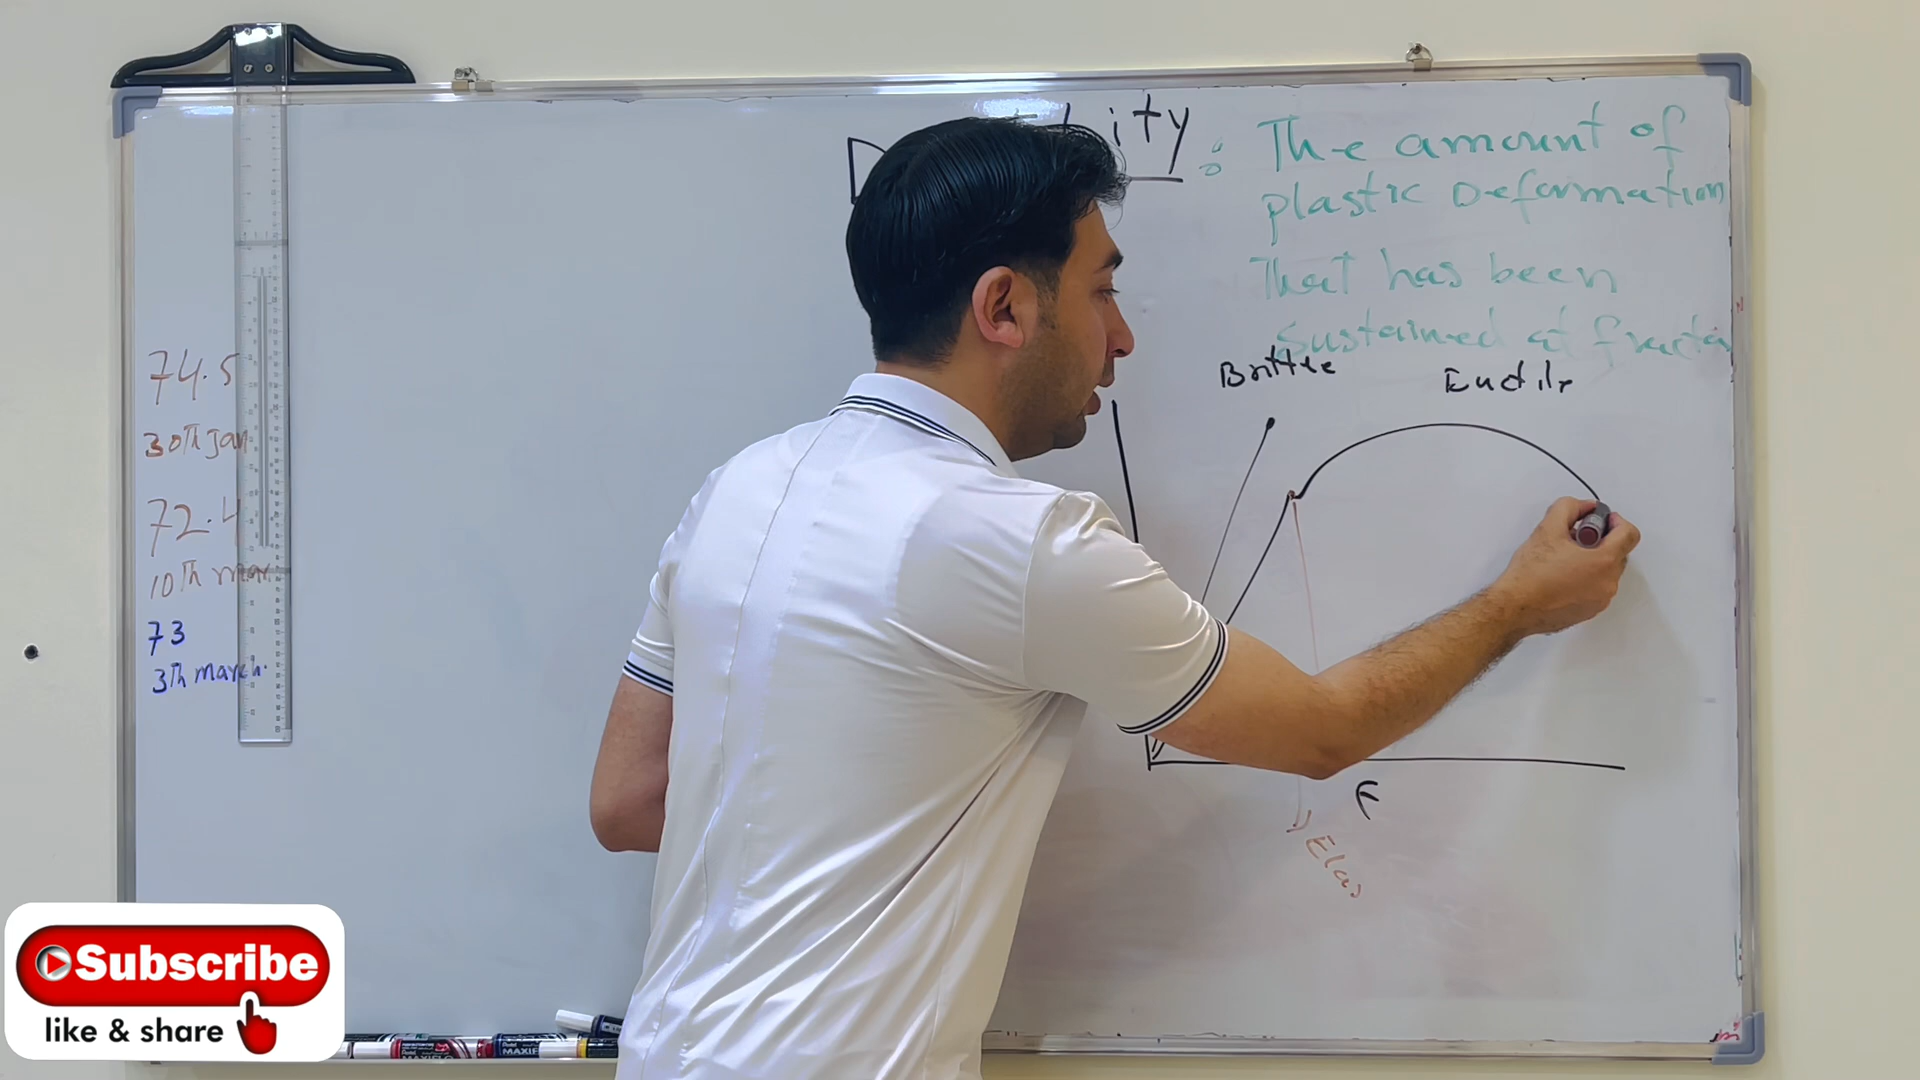 ity :
The amount of
plastic Deformation
That has been
Sustained at fractu
Brittle
Ductile
74.5
30Th Jan
72.4
10Th mar.
73
3Th march.
ε
Elas
Subscribe
like & share